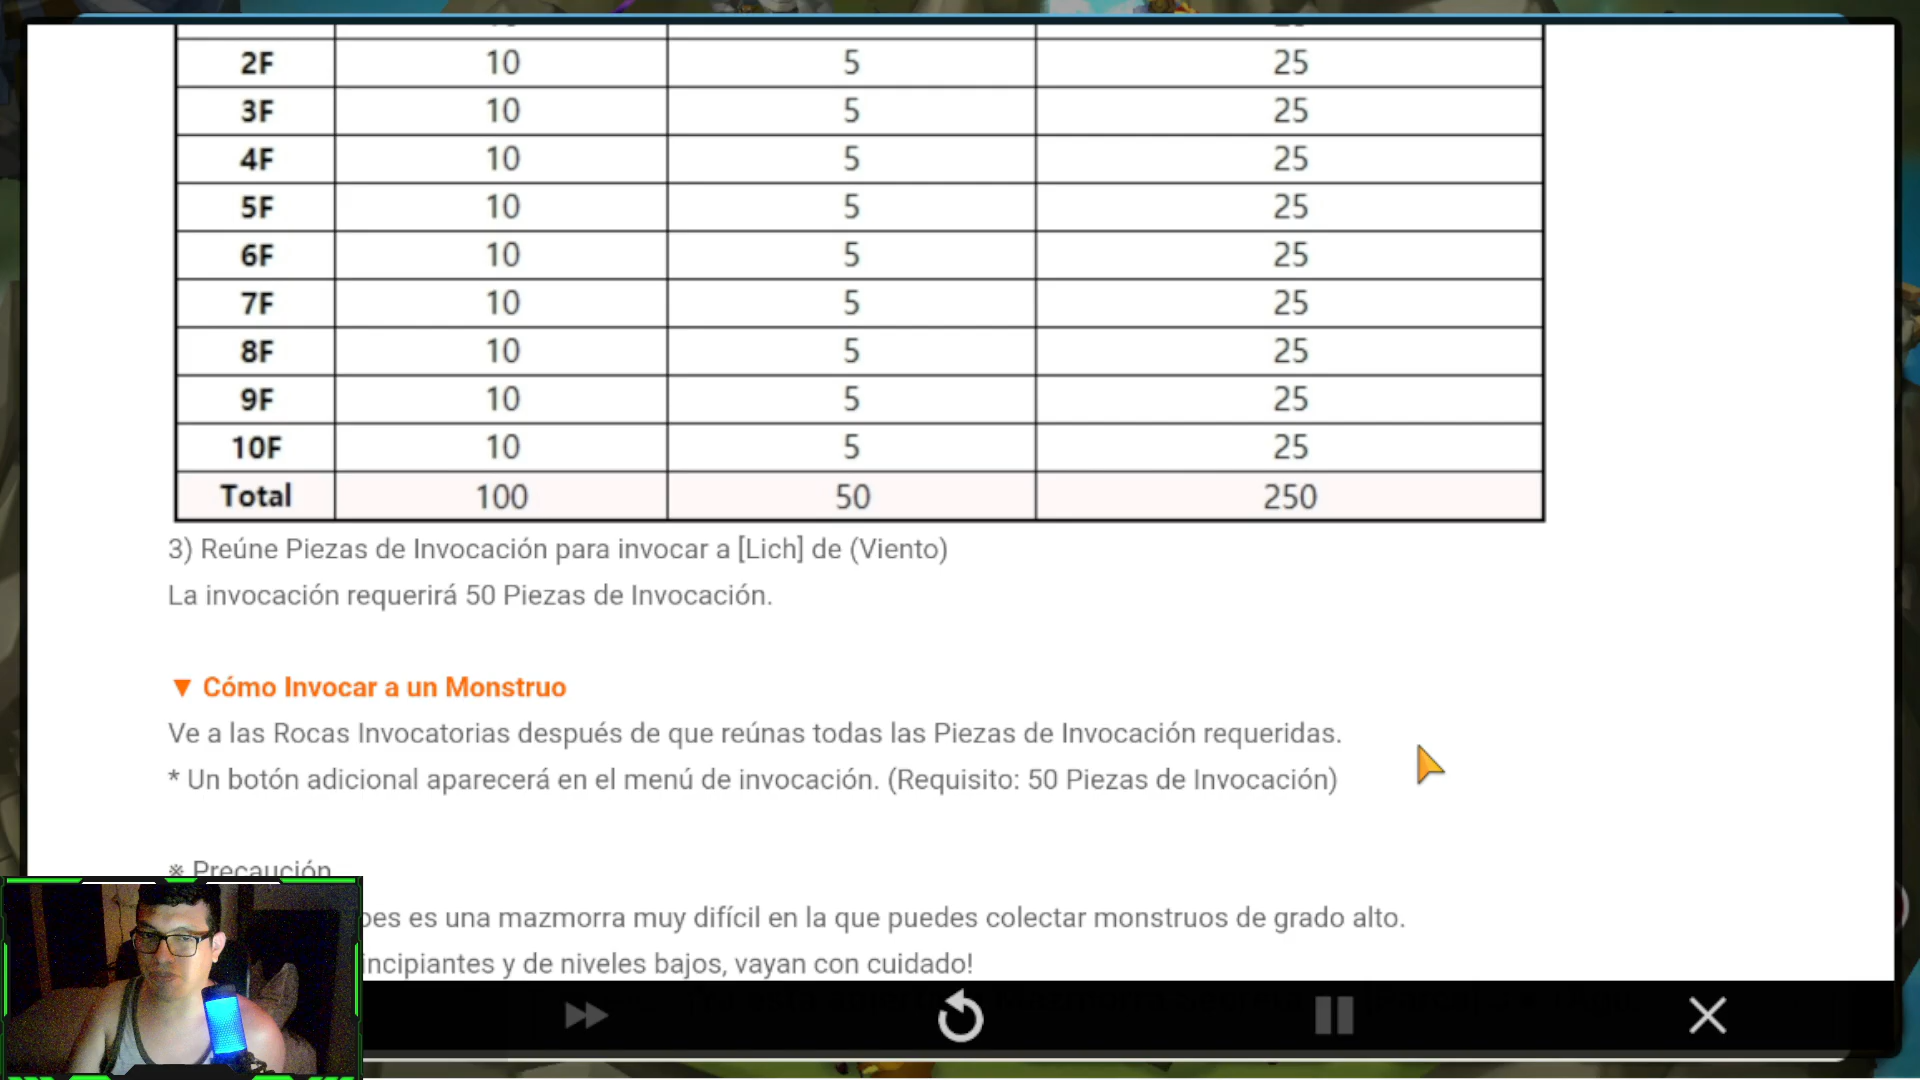 2F 10 5 25
3F 10 5 25
4F 10 5 25
5F 10 5 25
6F 10 5 25
7F 10 5 25
8F 10 5 25
9F 10 5 25
10F 10 5 25
Total 100 50 250
3) Reúne Piezas de Invocación para invocar a [Lich] de (Viento)
La invocación requerirá 50 Piezas de Invocación.
▼ Cómo Invocar a un Monstruo
Ve a las Rocas Invocatorias después de que reúnas todas las Piezas de Invocación requeridas.
* Un botón adicional aparecerá en el menú de invocación. (Requisito: 50 Piezas de Invocación)
※ Precaución
oes es una mazmorra muy difícil en la que puedes colectar monstruos de grado alto.
incipiantes y de niveles bajos, vayan con cuidado!